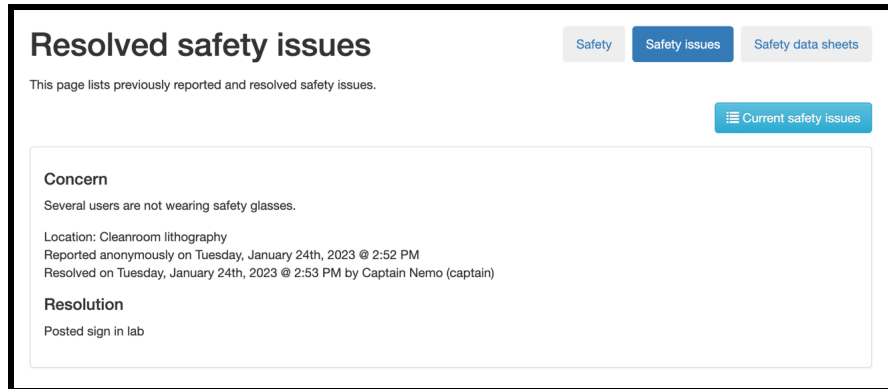 Resolved safety issues
Safety
Safety issues
Safety data sheets
This page lists previously reported and resolved safety issues.
Current safety issues
Concern
Several users are not wearing safety glasses.
Location: Cleanroom lithography
Reported anonymously on Tuesday, January 24th, 2023 @ 2:52 PM
Resolved on Tuesday, January 24th, 2023 @ 2:53 PM by Captain Nemo (captain)
Resolution
Posted sign in lab